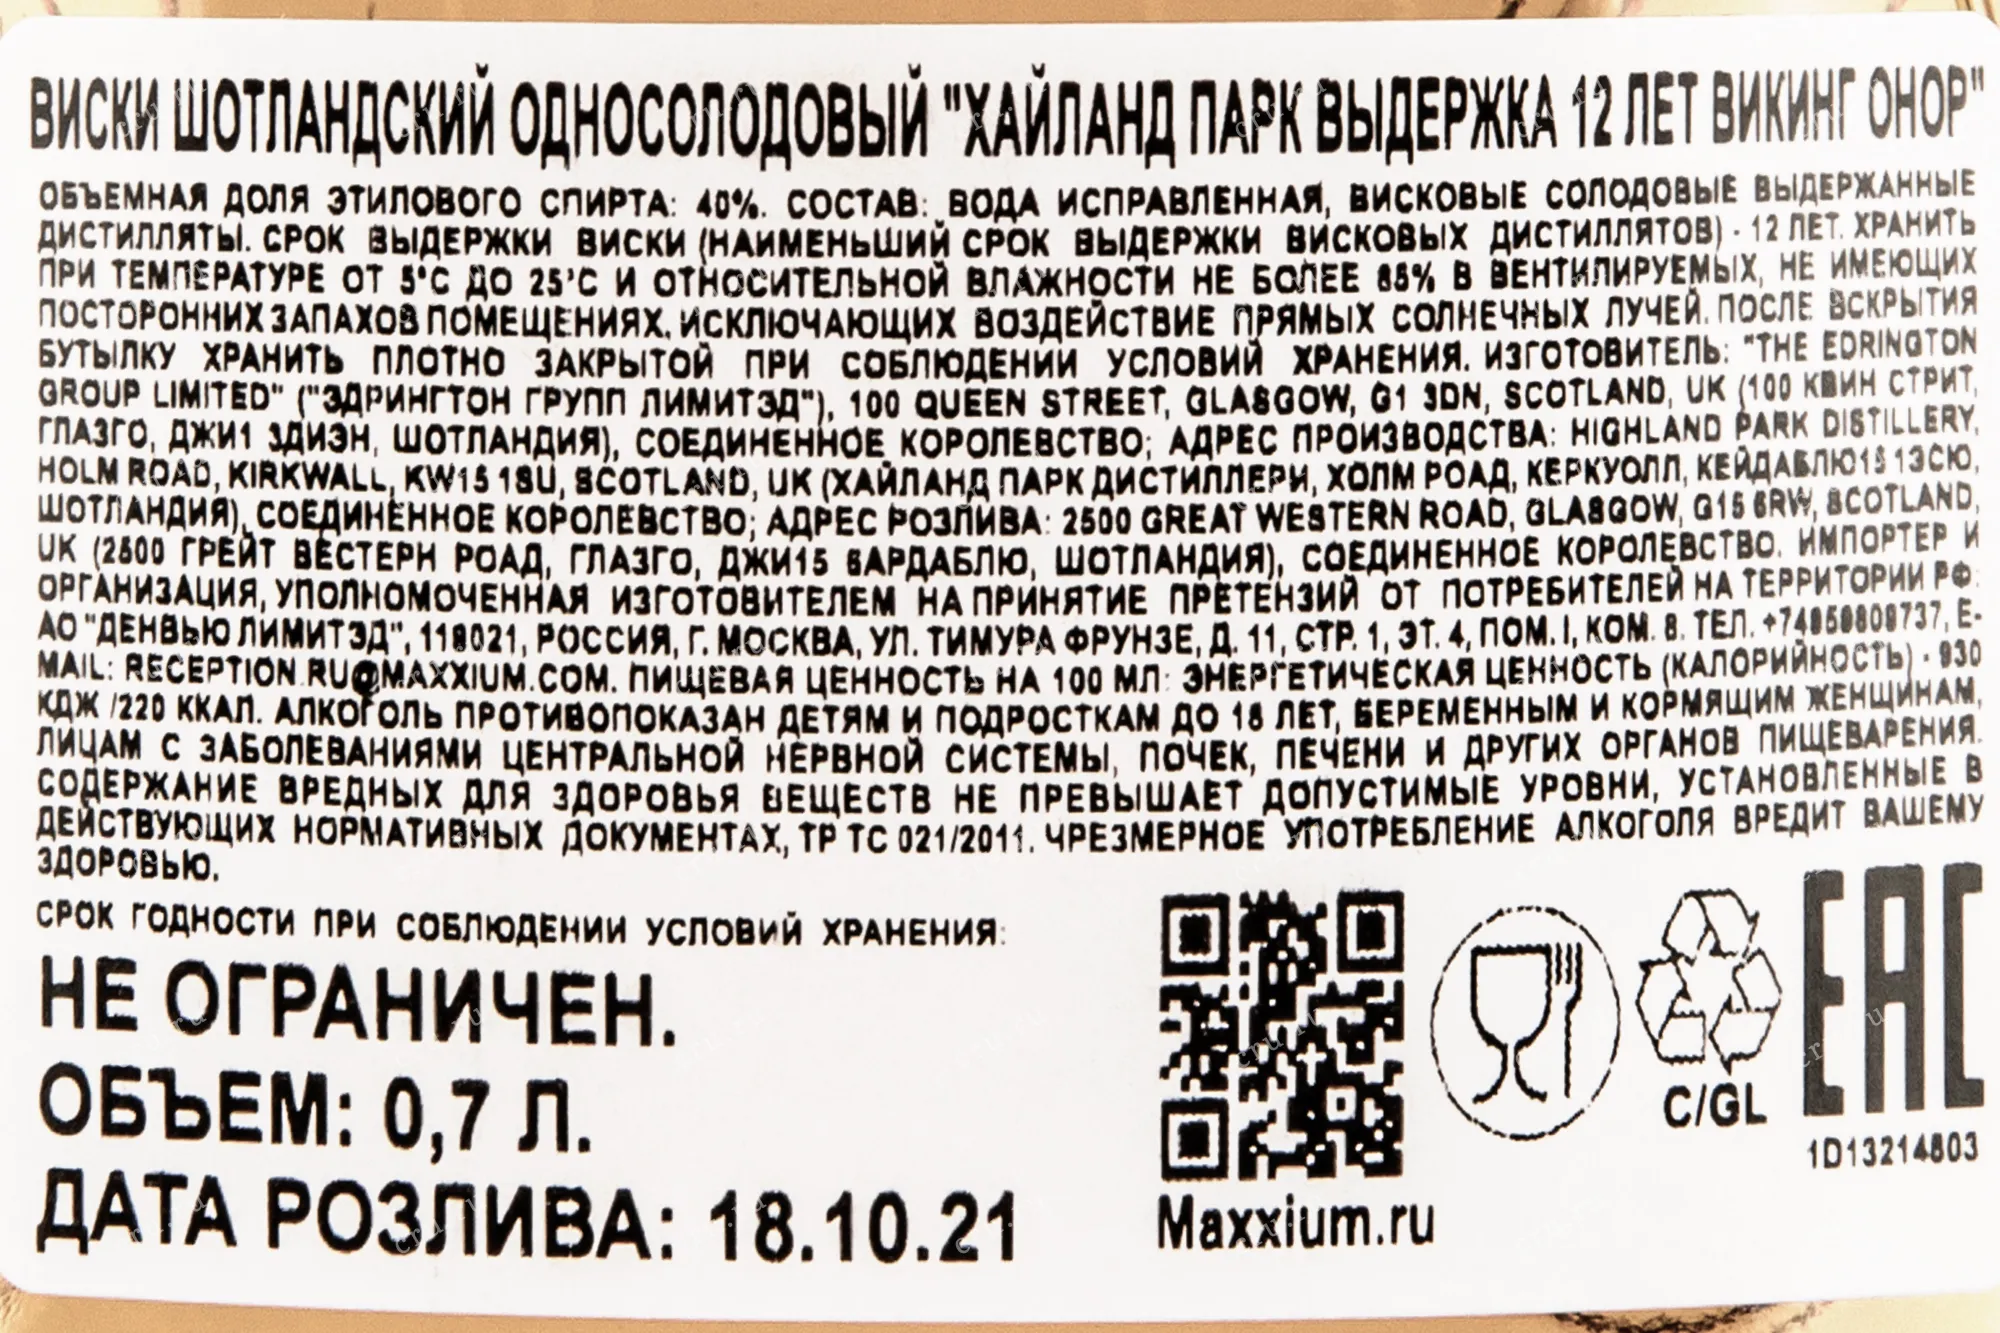 ВИСКИ ШОТЛАНДСКИЙ ОДНОСОЛОДОВЫЙ "ХАЙЛАНД ПАРК ВЫДЕРЖКА 12 ЛЕТ ВИКИНГ ОНОР"
ОБЪЕМНАЯ ДОЛЯ ЭТИЛОВОГО СПИРТА: 40%. СОСТАВ: ВОДА ИСПРАВЛЕННАЯ, ВИСКОВЫЕ СОЛОДОВЫЕ ВЫДЕРЖАННЫЕ
ДИСТИЛЛЯТЫ. СРОК ВЫДЕРЖКИ ВИСКИ (НАИМЕНЬШИЙ СРОК ВЫДЕРЖКИ ВИСКОВЫХ ДИСТИЛЛЯТОВ) - 12 ЛЕТ. ХРАНИТЬ
ПРИ ТЕМПЕРАТУРЕ ОТ 5°С ДО 25°С И ОТНОСИТЕЛЬНОЙ ВЛАЖНОСТИ НЕ БОЛЕЕ 85% В ВЕНТИЛИРУЕМЫХ, НЕ ИМЕЮЩИХ
ПОСТОРОННИХ ЗАПАХОВ ПОМЕЩЕНИЯХ, ИСКЛЮЧАЮЩИХ ВОЗДЕЙСТВИЕ ПРЯМЫХ СОЛНЕЧНЫХ ЛУЧЕЙ. ПОСЛЕ ВСКРЫТИЯ
БУТЫЛКУ ХРАНИТЬ ПЛОТНО ЗАКРЫТОЙ ПРИ СОБЛЮДЕНИИ УСЛОВИЙ ХРАНЕНИЯ. ИЗГОТОВИТЕЛЬ: "THE EDRINGTON
GROUP LIMITED" ("ЭДРИНГТОН ГРУПП ЛИМИТЭД"), 100 QUEEN STREET, GLASGOW, G1 3DN, SCOTLAND, UK (100 КВИН СТРИТ,
ГЛАЗГО, ДЖИ1 3ДИЭН, ШОТЛАНДИЯ), СОЕДИНЕННОЕ КОРОЛЕВСТВО; АДРЕС ПРОИЗВОДСТВА: HIGHLAND PARK DISTILLERY,
HOLM ROAD, KIRKWALL, KW15 1SU, SCOTLAND, UK (ХАЙЛАНД ПАРК ДИСТИЛЛЕРИ, ХОЛМ РОАД, КЕРКУОЛЛ, КЕЙДАБЛЮ15 1ЭСЮ,
ШОТЛАНДИЯ), СОЕДИНЕННОЕ КОРОЛЕВСТВО; АДРЕС РОЗЛИВА: 2500 GREAT WESTERN ROAD, GLASGOW, G15 6RW, SCOTLAND,
UK (2500 ГРЕЙТ ВЕСТЕРН РОАД, ГЛАЗГО, ДЖИ15 6АРДАБЛЮ, ШОТЛАНДИЯ), СОЕДИНЕННОЕ КОРОЛЕВСТВО. ИМПОРТЕР И
ОРГАНИЗАЦИЯ, УПОЛНОМОЧЕННАЯ ИЗГОТОВИТЕЛЕМ НА ПРИНЯТИЕ ПРЕТЕНЗИЙ ОТ ПОТРЕБИТЕЛЕЙ НА ТЕРРИТОРИИ РФ:
АО "ДЕНВЬЮ ЛИМИТЭД", 119021, РОССИЯ, Г. МОСКВА, УЛ. ТИМУРА ФРУНЗЕ, Д. 11, СТР. 1, ЭТ. 4, ПОМ. I, КОМ. 8. ТЕЛ. E-
MAIL: RECEPTION.RU@MAXXIUM.COM. ПИЩЕВАЯ ЦЕННОСТЬ НА 100 МЛ: ЭНЕРГЕТИЧЕСКАЯ ЦЕННОСТЬ (КАЛОРИЙНОСТЬ) - 930
КДЖ /220 ККАЛ. АЛКОГОЛЬ ПРОТИВОПОКАЗАН ДЕТЯМ И ПОДРОСТКАМ ДО 18 ЛЕТ, БЕРЕМЕННЫМ И КОРМЯЩИМ ЖЕНЩИНАМ,
ЛИЦАМ С ЗАБОЛЕВАНИЯМИ ЦЕНТРАЛЬНОЙ НЕРВНОЙ СИСТЕМЫ, ПОЧЕК, ПЕЧЕНИ И ДРУГИХ ОРГАНОВ ПИЩЕВАРЕНИЯ.
СОДЕРЖАНИЕ ВРЕДНЫХ ДЛЯ ЗДОРОВЬЯ ВЕЩЕСТВ НЕ ПРЕВЫШАЕТ ДОПУСТИМЫЕ УРОВНИ, УСТАНОВЛЕННЫЕ В
ДЕЙСТВУЮЩИХ НОРМАТИВНЫХ ДОКУМЕНТАХ, ТР ТС 021/2011. ЧРЕЗМЕРНОЕ УПОТРЕБЛЕНИЕ АЛКОГОЛЯ ВРЕДИТ ВАШЕМУ
ЗДОРОВЬЮ.
СРОК ГОДНОСТИ ПРИ СОБЛЮДЕНИИ УСЛОВИЙ ХРАНЕНИЯ:
НЕ ОГРАНИЧЕН.
ОБЪЕМ: 0,7 Л.
ДАТА РОЗЛИВА: 18.10.21
Maxxium.ru
C/GL
EAC
1D13214803